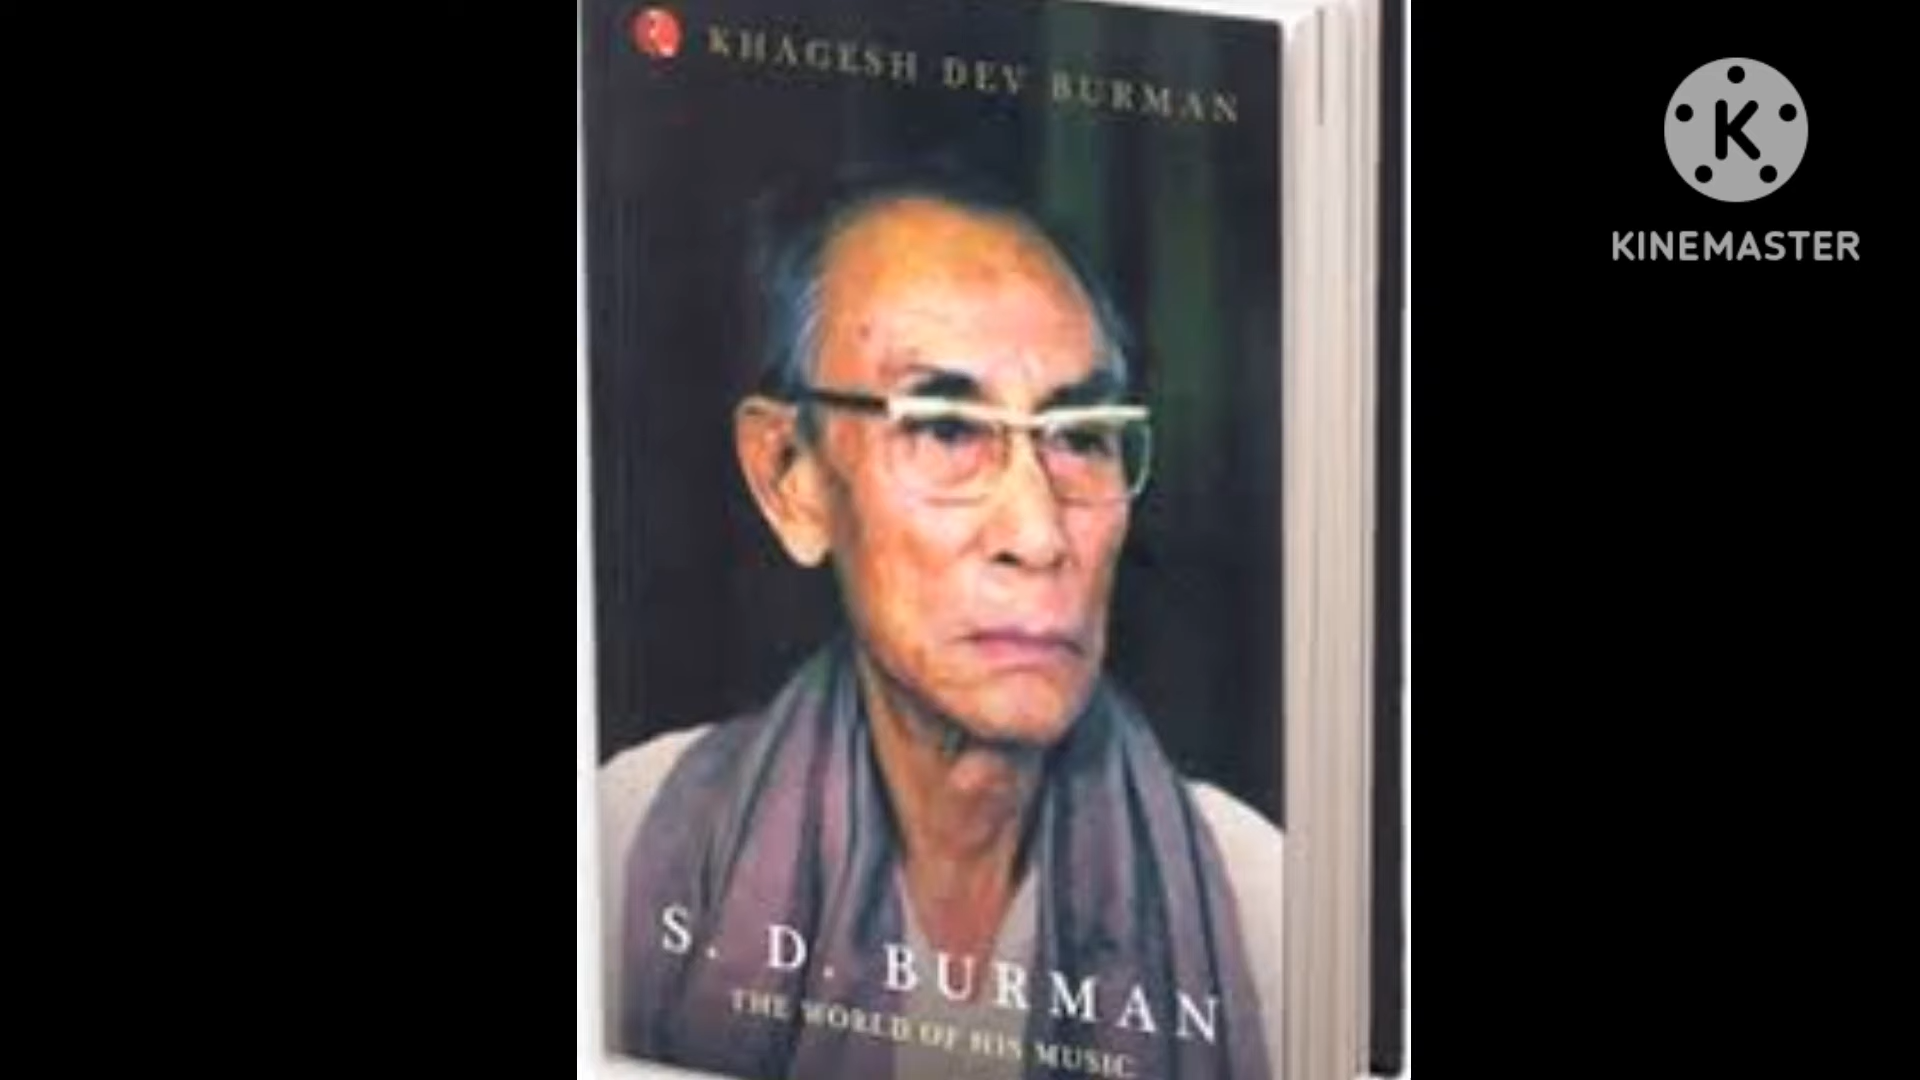 KHAGESH DEV BURMAN
K
KINEMASTER
S. D. BURMAN
THE WORLD OF HIS MUSIC